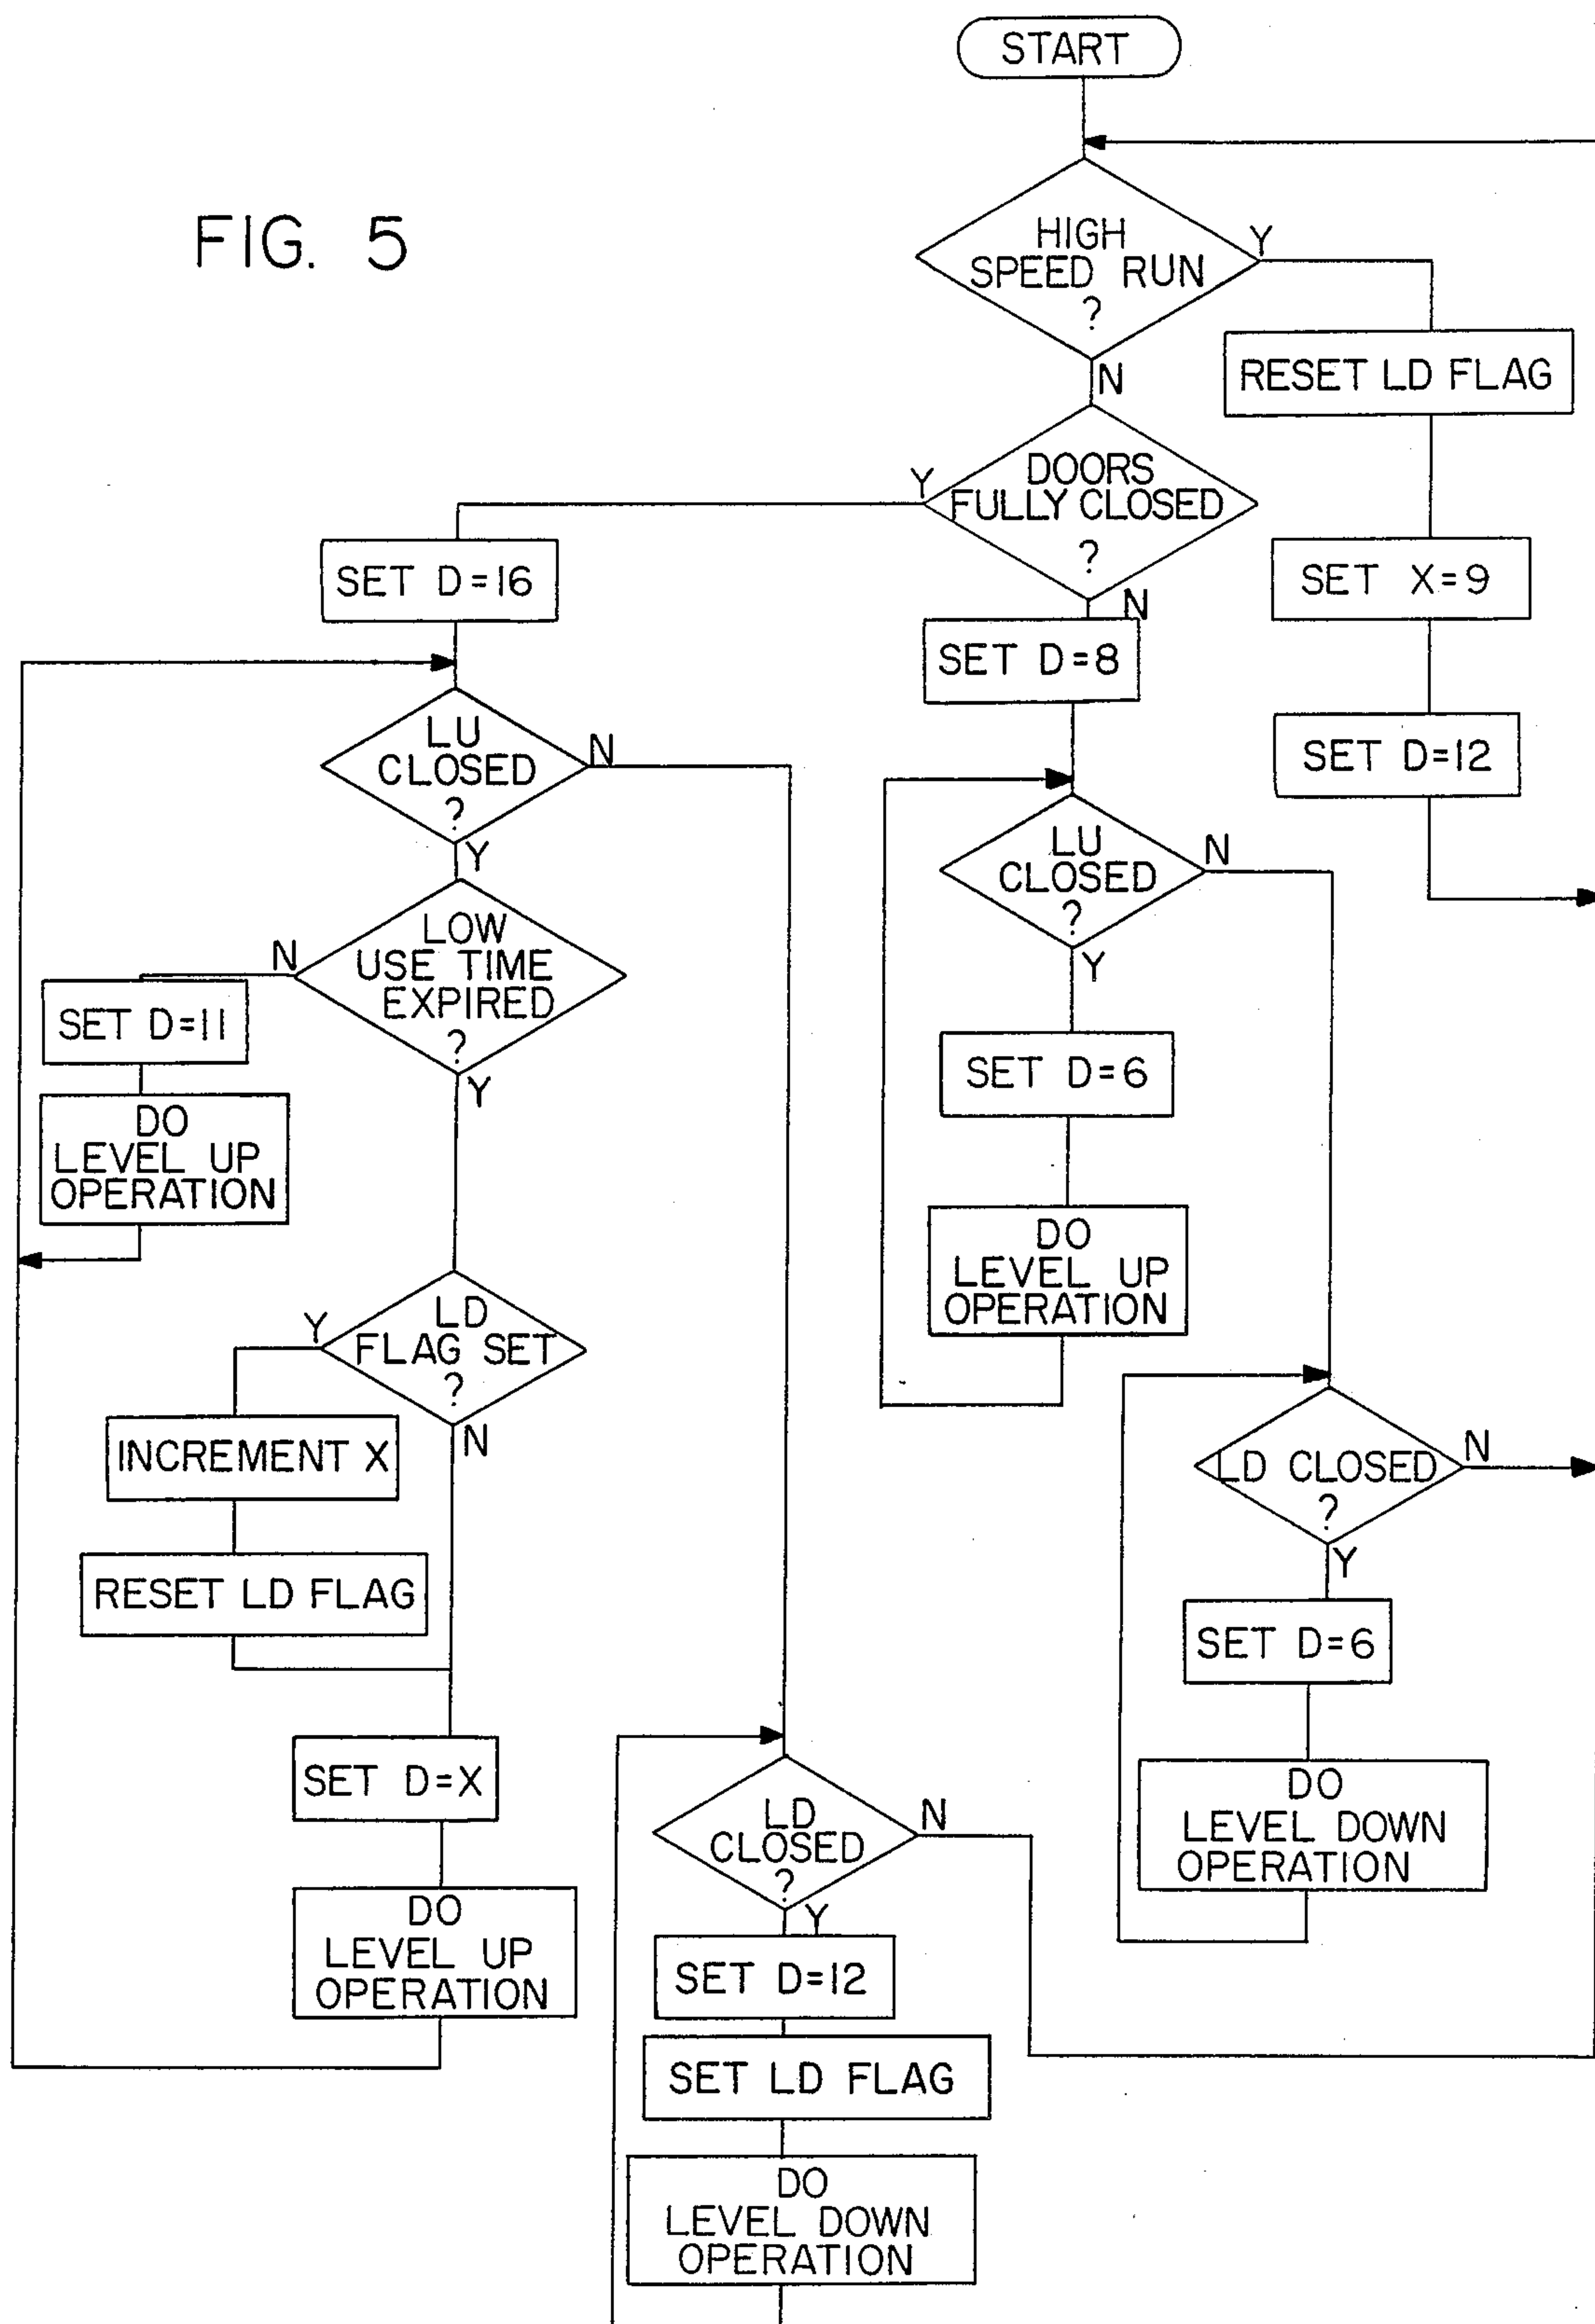 START
FIG. 5
HIGH
SPEED RUN
?
Y
N
RESET LD FLAG
DOORS
FULLY CLOSED
?
Y
N
SET D=16
SET X=9
SET D=8
SET D=12
LU
CLOSED
?
N
Y
LU
CLOSED
?
N
Y
LOW
USE TIME
EXPIRED
?
N
Y
SET D=11
SET D=6
DO
LEVEL UP
OPERATION
DO
LEVEL UP
OPERATION
LD
FLAG SET
?
Y
N
LD CLOSED
?
N
Y
INCREMENT X
RESET LD FLAG
SET D=6
SET D=X
DO
LEVEL DOWN
OPERATION
LD
CLOSED
?
N
Y
DO
LEVEL UP
OPERATION
SET D=12
SET LD FLAG
DO
LEVEL DOWN
OPERATION